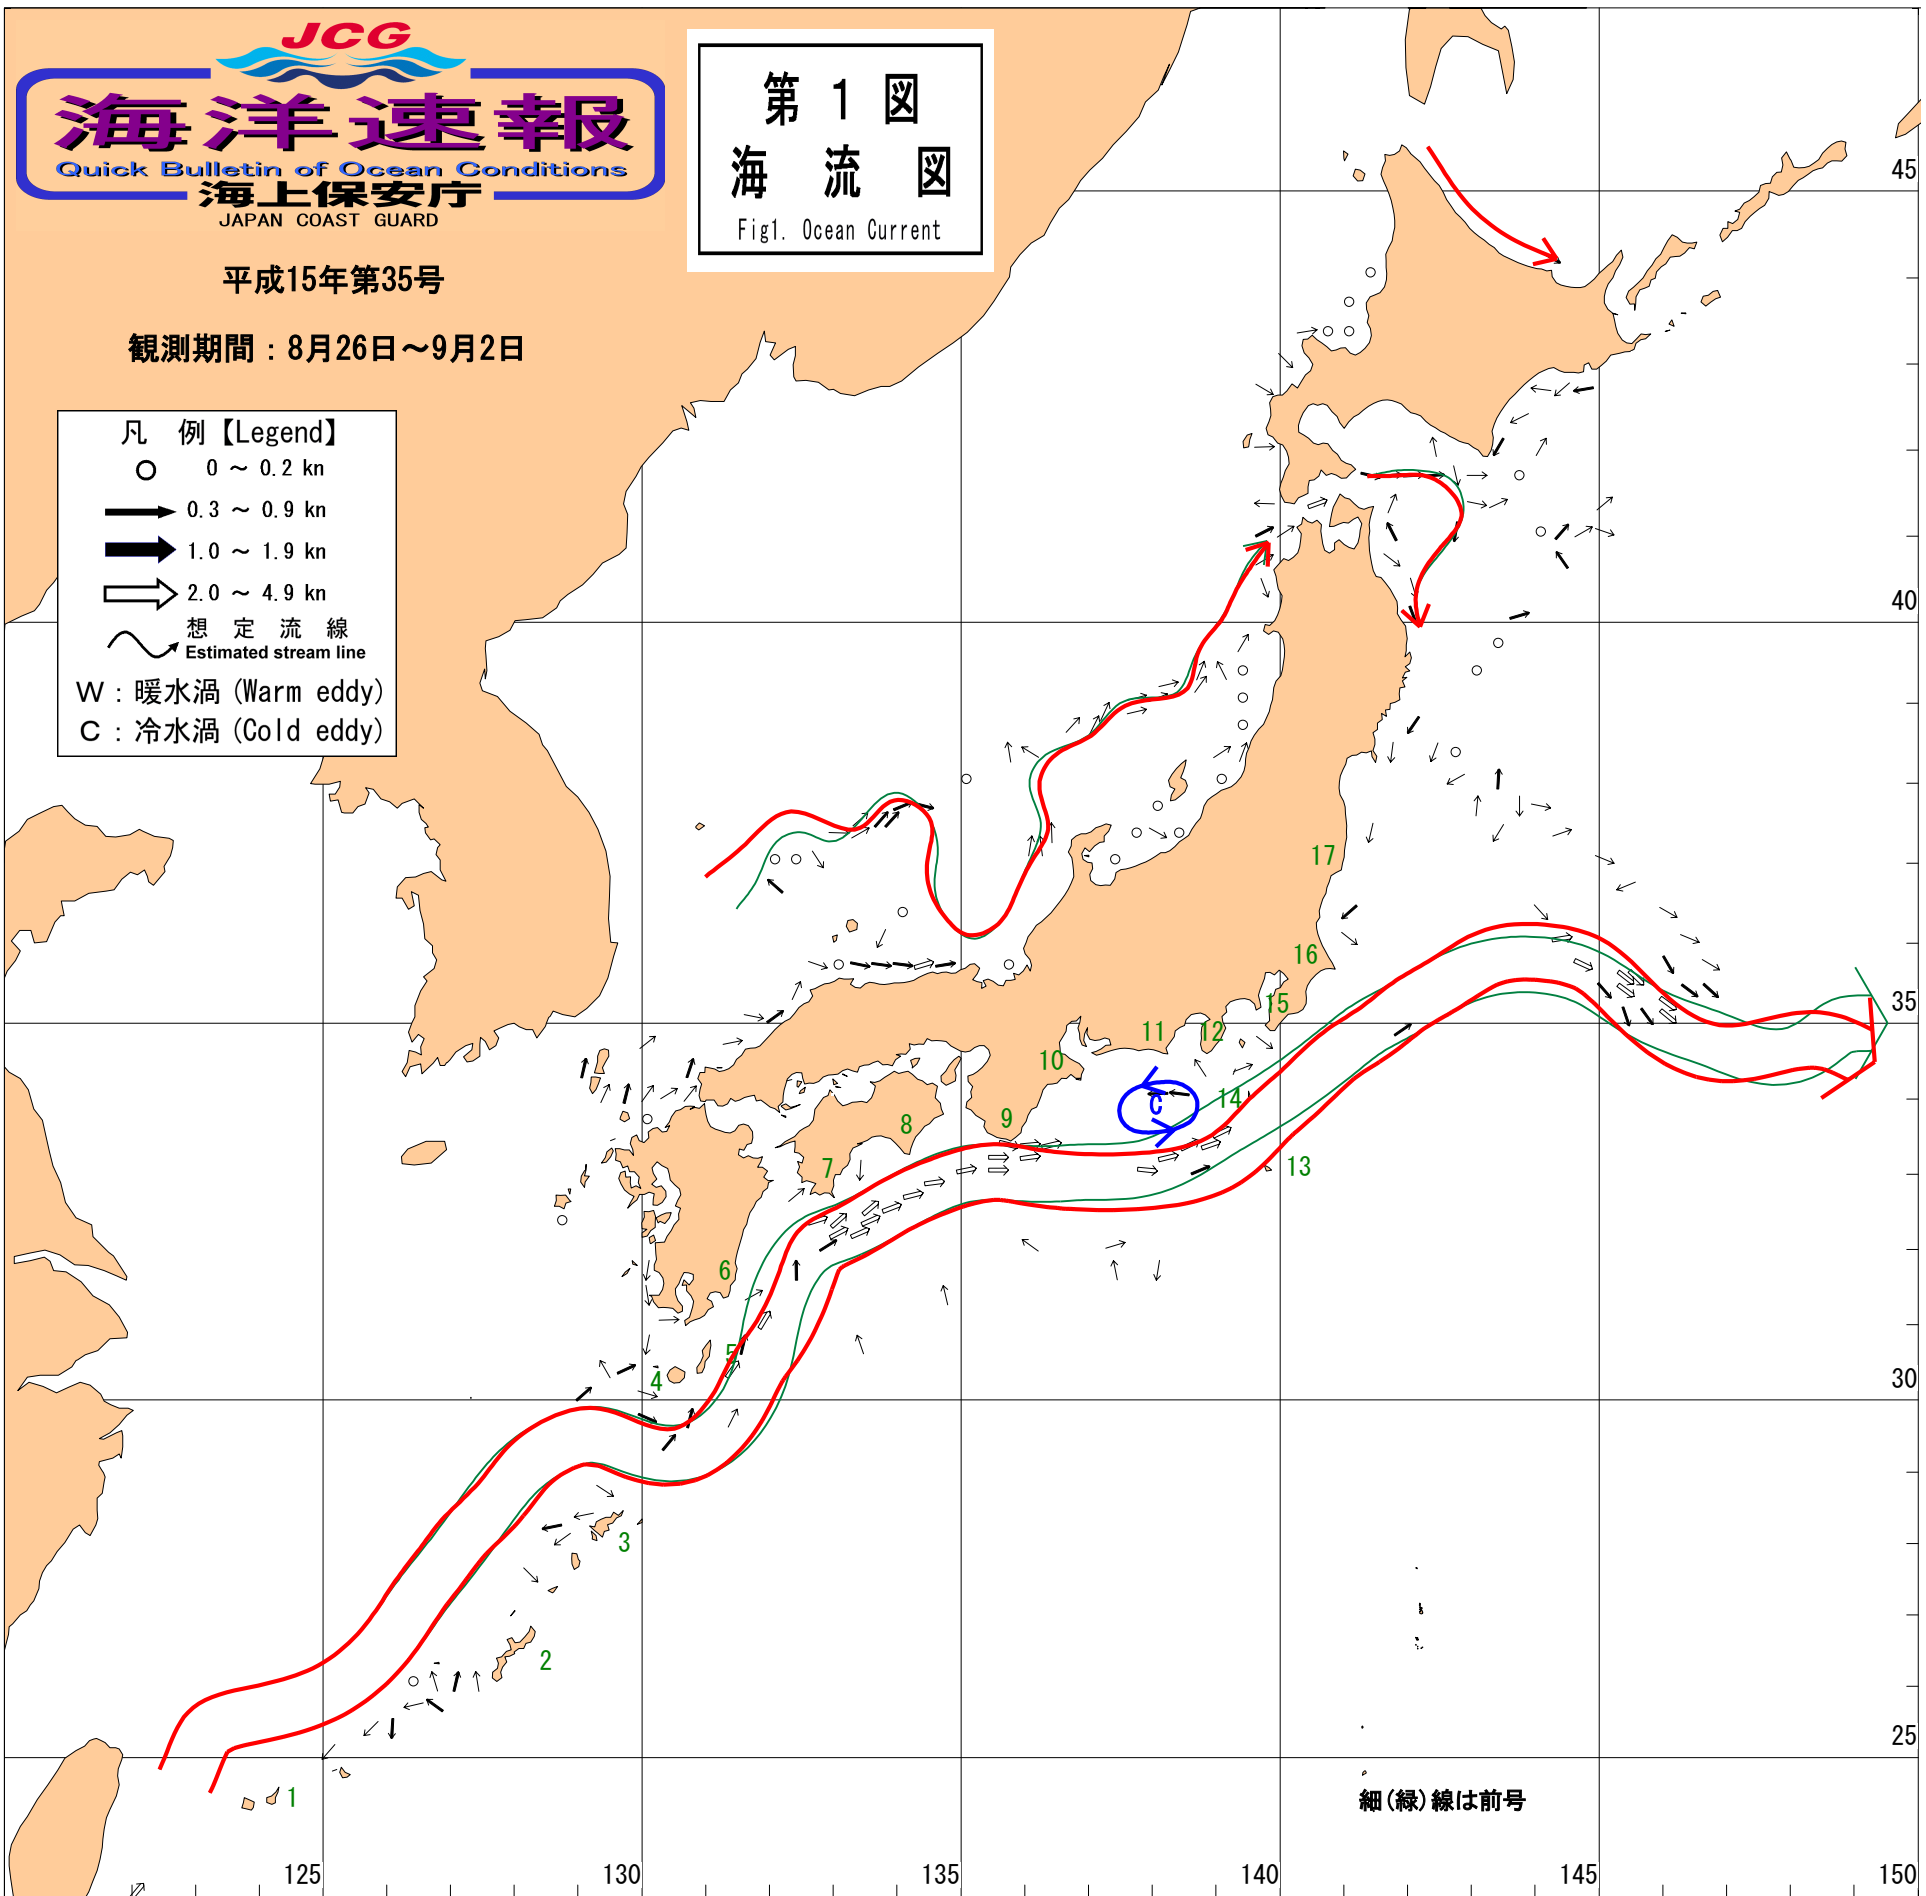 JCG
海洋速報
Quick Bulletin of Ocean Conditions
海上保安庁
JAPAN COAST GUARD
平成15年第35号
観測期間：8月26日～9月2日
第1図
海流図
Fig1. Ocean Current
凡 例【Legend】
0 ～ 0.2 kn
0.3 ～ 0.9 kn
1.0 ～ 1.9 kn
2.0 ～ 4.9 kn
想定流線
Estimated stream line
W：暖水渦 (Warm eddy)
C：冷水渦 (Cold eddy)
45
40
17
16
35
15
12
11
10
14
C
8
9
7
13
6
5
4
30
3
2
25
1
細(緑)線は前号
125
130
135
140
145
150